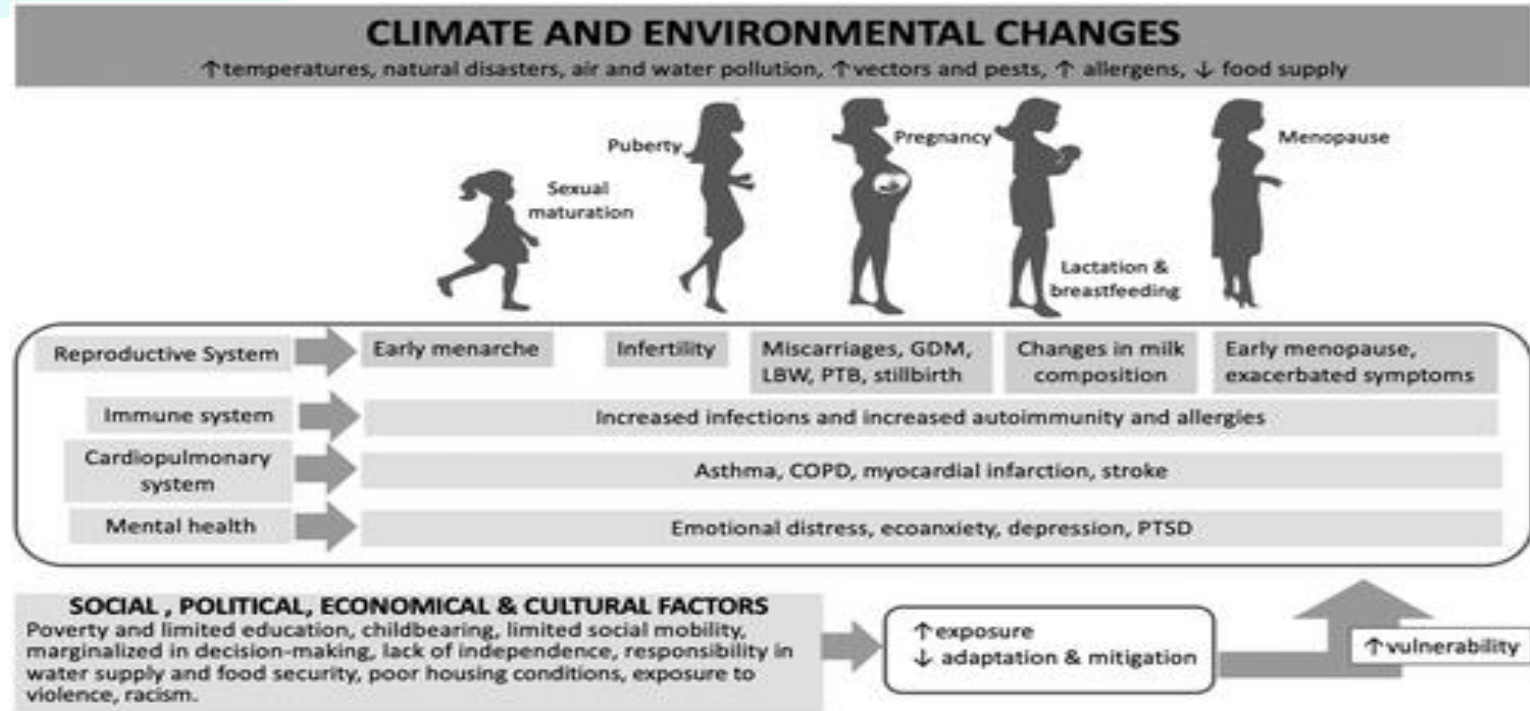 CLIMATE AND ENVIRONMENTAL CHANGES
↑temperatures, natural disasters, air and water pollution, ↑vectors and pests, ↑ allergens, ↓ food supply
Puberty
Pregnancy
Menopause
Sexual
maturation
Lactation &
breastfeeding
Reproductive System
Early menarche
Infertility
Miscarriages, GDM,
LBW, PTB, stillbirth
Changes in milk
composition
Early menopause,
exacerbated symptoms
Immune system
Increased infections and increased autoimmunity and allergies
Cardiopulmonary
system
Asthma, COPD, myocardial infarction, stroke
Mental health
Emotional distress, ecoanxiety, depression, PTSD
SOCIAL , POLITICAL, ECONOMICAL & CULTURAL FACTORS
Poverty and limited education, childbearing, limited social mobility,
marginalized in decision-making, lack of independence, responsibility in
water supply and food security, poor housing conditions, exposure to
violence, racism.
↑exposure
↓ adaptation & mitigation
↑vulnerability